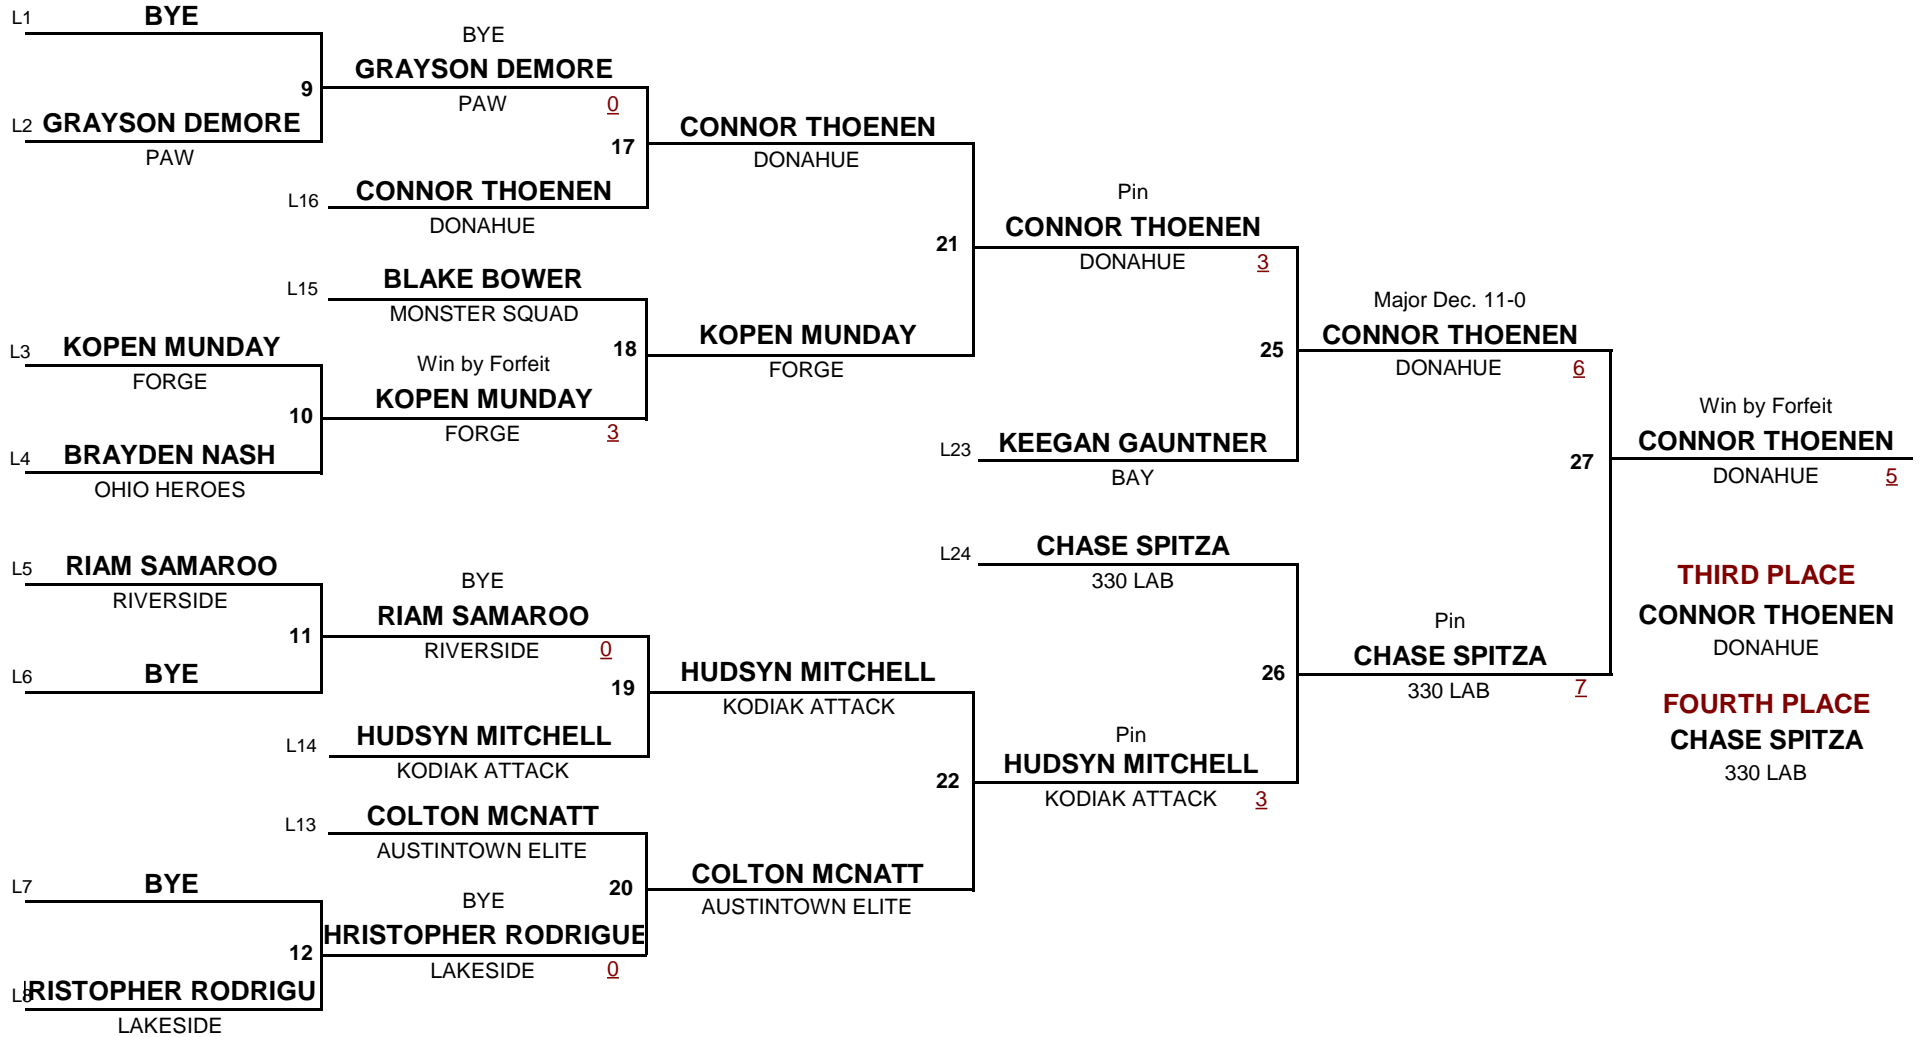 L1 BYE
BYE
GRAYSON DEMORE
9
PAW 0
L2 GRAYSON DEMORE
PAW
17
CONNOR THOENEN
DONAHUE
L16 CONNOR THOENEN
DONAHUE
Pin
CONNOR THOENEN
21
DONAHUE 3
L15 BLAKE BOWER
MONSTER SQUAD
Major Dec. 11-0
CONNOR THOENEN
25
DONAHUE 6
L3 KOPEN MUNDAY
FORGE
18
KOPEN MUNDAY
FORGE
Win by Forfeit
KOPEN MUNDAY
10
FORGE 3
L4 BRAYDEN NASH
OHIO HEROES
L23 KEEGAN GAUNTNER
BAY
Win by Forfeit
CONNOR THOENEN
27
DONAHUE 5
L5 RIAM SAMAROO
RIVERSIDE
BYE
RIAM SAMAROO
11
RIVERSIDE 0
L6 BYE
L24 CHASE SPITZA
330 LAB
THIRD PLACE
CONNOR THOENEN
DONAHUE
Pin
CHASE SPITZA
26
330 LAB 7
19
HUDSYN MITCHELL
KODIAK ATTACK
FOURTH PLACE
CHASE SPITZA
330 LAB
L14 HUDSYN MITCHELL
KODIAK ATTACK
Pin
HUDSYN MITCHELL
22
KODIAK ATTACK 3
L13 COLTON MCNATT
AUSTINTOWN ELITE
20
COLTON MCNATT
AUSTINTOWN ELITE
L7 BYE
BYE
HRISTOPHER RODRIGUE
12
LAKESIDE 0
L8 RISTOPHER RODRIGU
LAKESIDE